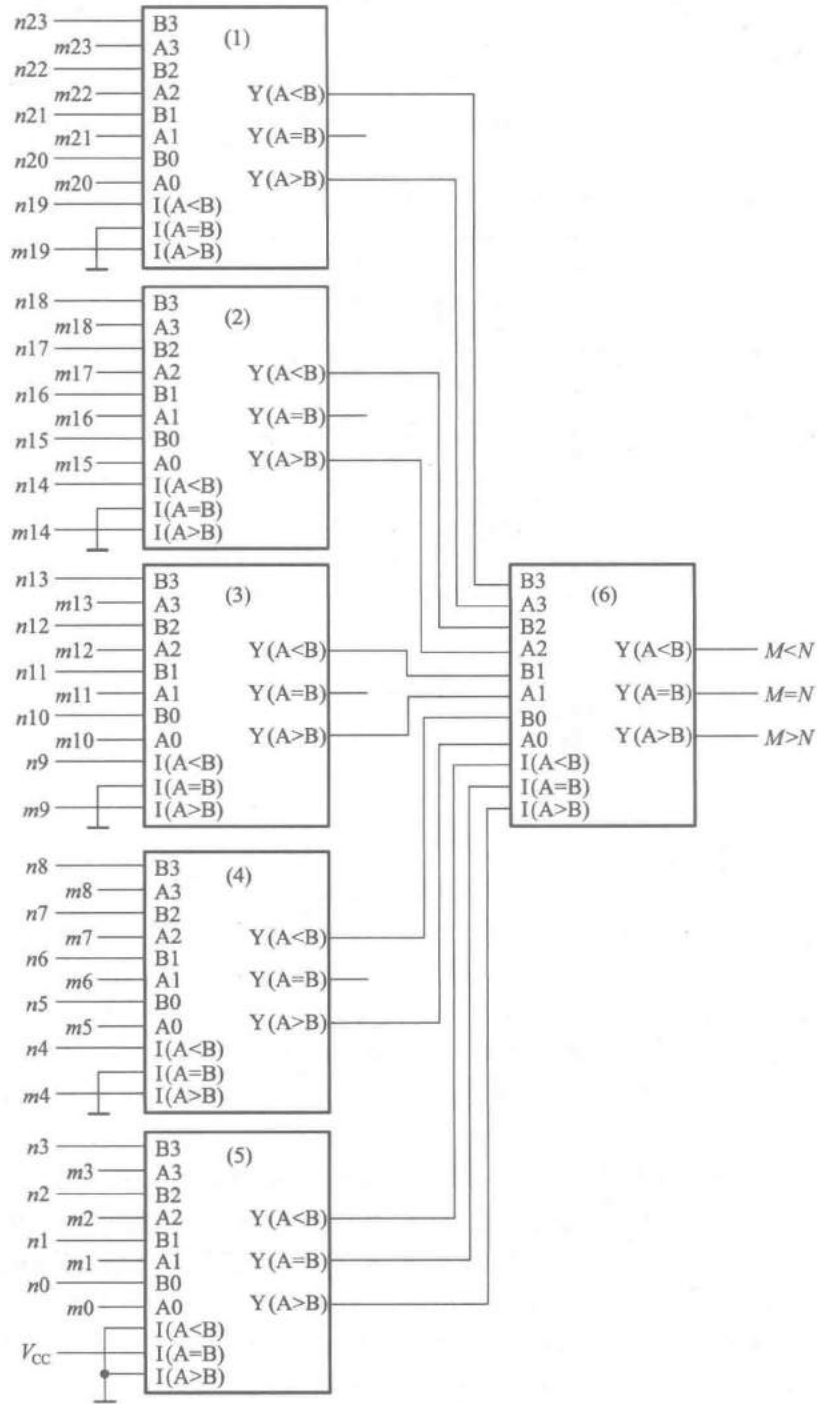 n23 B3 (1)
m23 A3
n22 B2
m22 A2 Y(A<B)
n21 B1
m21 A1 Y(A=B)
n20 B0
m20 A0 Y(A>B)
n19 I(A<B)
I(A=B)
m19 I(A>B)
n18 B3 (2)
m18 A3
n17 B2
m17 A2 Y(A<B)
n16 B1
m16 A1 Y(A=B)
n15 B0
m15 A0 Y(A>B)
n14 I(A<B)
I(A=B)
m14 I(A>B)
n13 B3 (3)
m13 A3
n12 B2
m12 A2 Y(A<B)
n11 B1
m11 A1 Y(A=B)
n10 B0
m10 A0 Y(A>B)
n9 I(A<B)
I(A=B)
m9 I(A>B)
n8 B3 (4)
m8 A3
n7 B2
m7 A2 Y(A<B)
n6 B1
m6 A1 Y(A=B)
n5 B0
m5 A0 Y(A>B)
n4 I(A<B)
I(A=B)
m4 I(A>B)
n3 B3 (5)
m3 A3
n2 B2
m2 A2 Y(A<B)
n1 B1
m1 A1 Y(A=B)
n0 B0
m0 A0 Y(A>B)
I(A<B)
VCC I(A=B)
I(A>B)
B3 (6)
A3
B2
A2 Y(A<B) M<N
B1
A1 Y(A=B) M=N
B0
A0 Y(A>B) M>N
I(A<B)
I(A=B)
I(A>B)